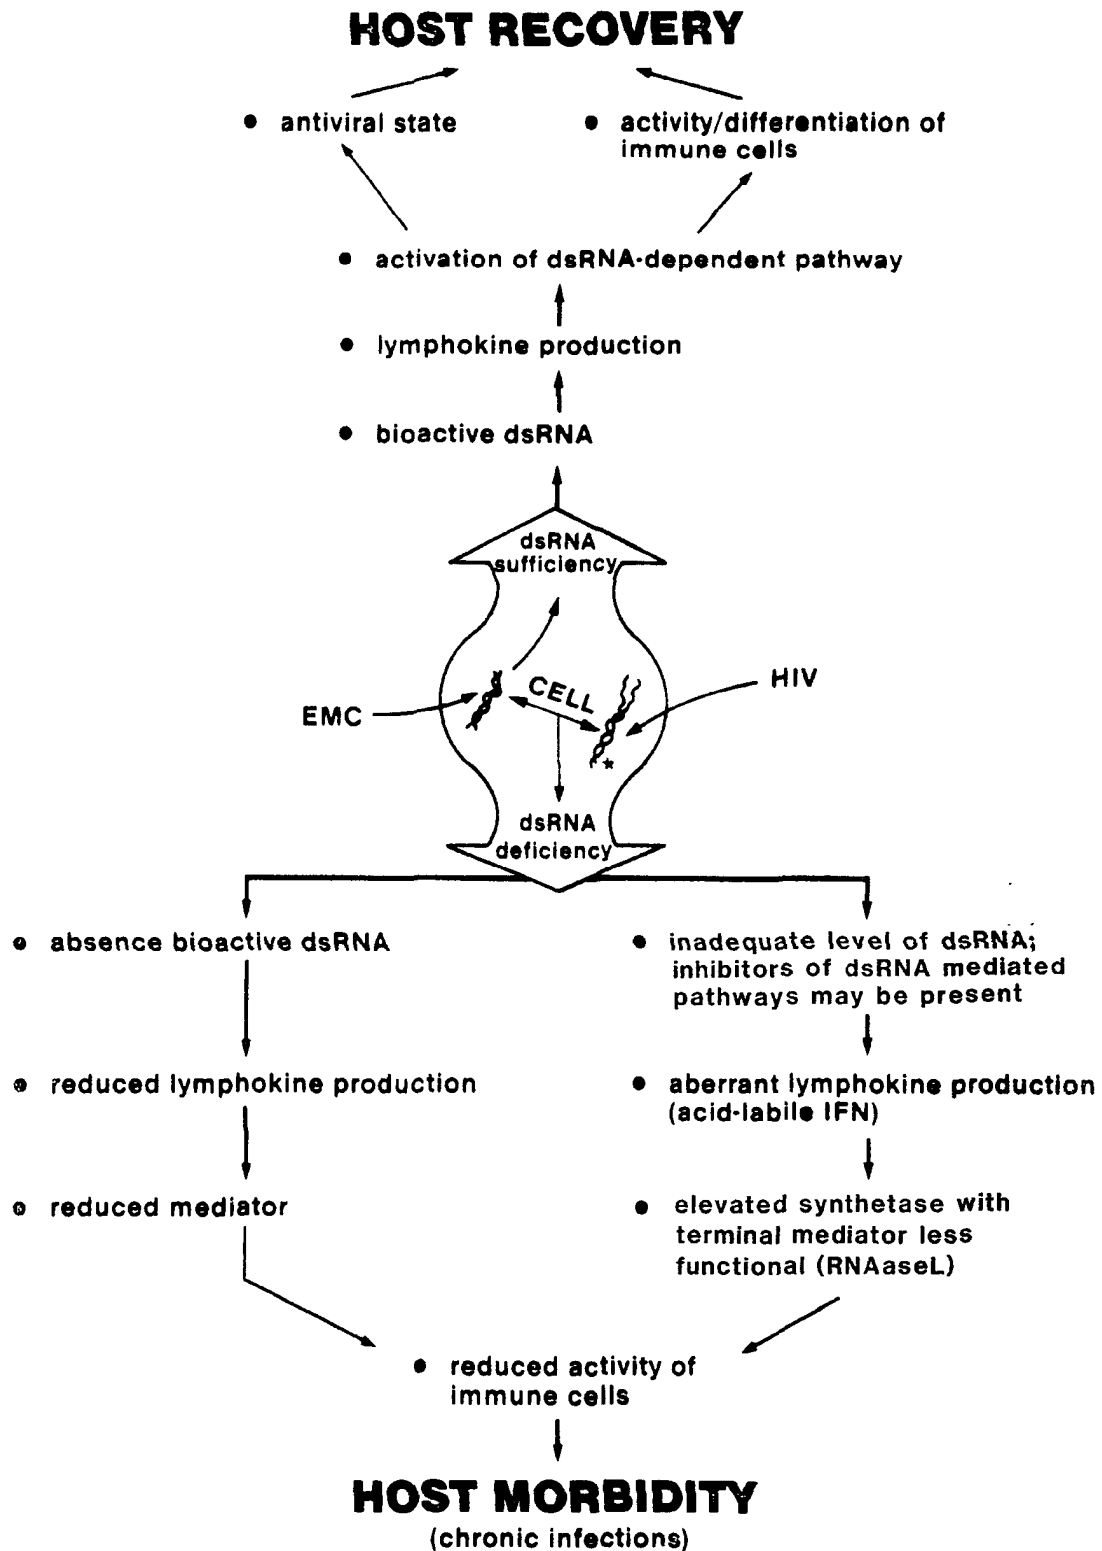 HOST RECOVERY
• antiviral state
• activity/differentiation of
immune cells
• activation of dsRNA-dependent pathway
• lymphokine production
• bioactive dsRNA
dsRNA
sufficiency
CELL
HIV
EMC
*
dsRNA
deficiency
• absence bioactive dsRNA
• inadequate level of dsRNA;
inhibitors of dsRNA mediated
pathways may be present
• reduced lymphokine production
• aberrant lymphokine production
(acid-labile IFN)
• reduced mediator
• elevated synthetase with
terminal mediator less
functional (RNAaseL)
• reduced activity of
immune cells
HOST MORBIDITY
(chronic infections)